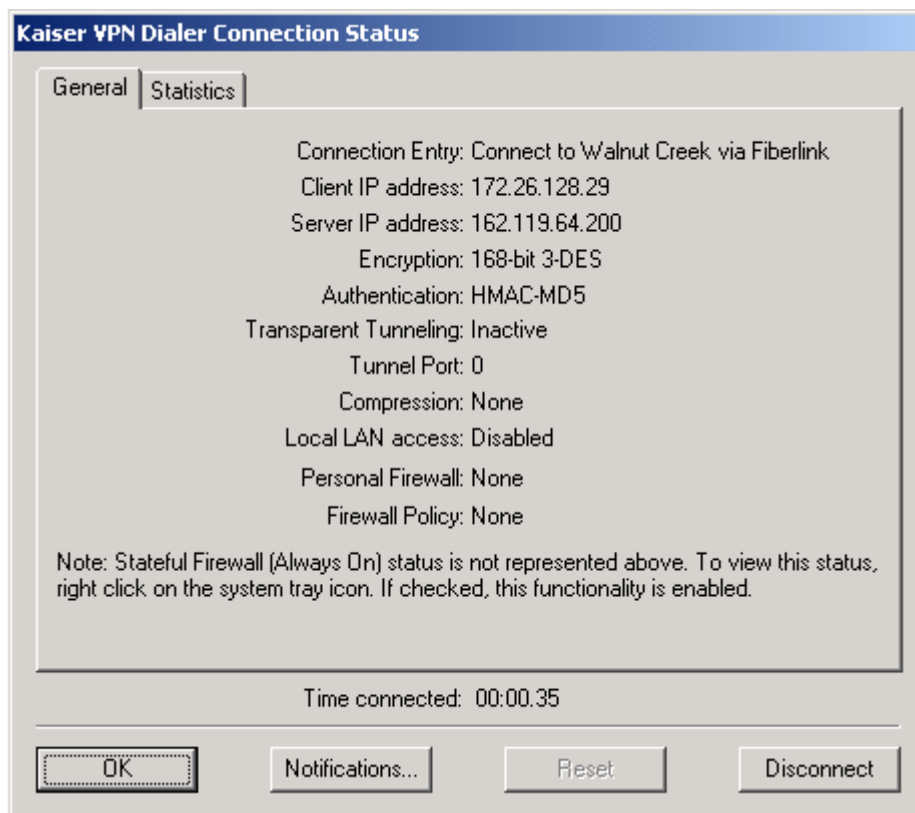 Kaiser VPN Dialer Connection Status
General Statistics
Connection Entry: Connect to Walnut Creek via Fiberlink
Client IP address: 172.26.128.29
Server IP address: 162.119.64.200
Encryption: 168-bit 3-DES
Authentication: HMAC-MD5
Transparent Tunneling: Inactive
Tunnel Port: 0
Compression: None
Local LAN access: Disabled
Personal Firewall: None
Firewall Policy: None
Note: Stateful Firewall (Always On) status is not represented above. To view this status,
right click on the system tray icon. If checked, this functionality is enabled.
Time connected: 00:00.35
OK Notifications... Reset Disconnect